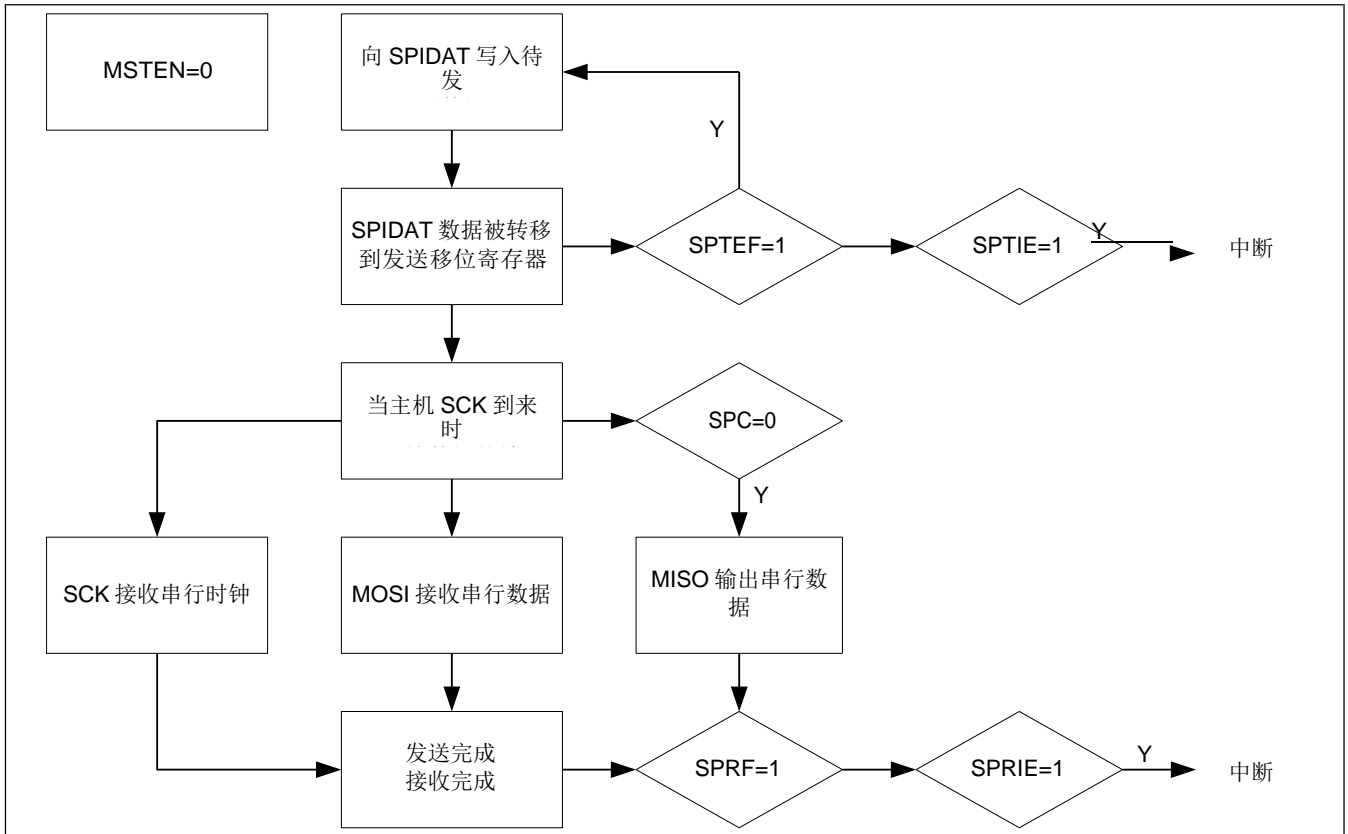 MSTEN=0
向 SPIDAT 写入待
发
Y
SPIDAT 数据被转移
到发送移位寄存器
SPTEF=1
SPTIE=1
Y
中断
当主机 SCK 到来
时
SPC=0
Y
SCK 接收串行时钟
MOSI 接收串行数据
MISO 输出串行数
据
发送完成
接收完成
SPRF=1
SPRIE=1
Y
中断